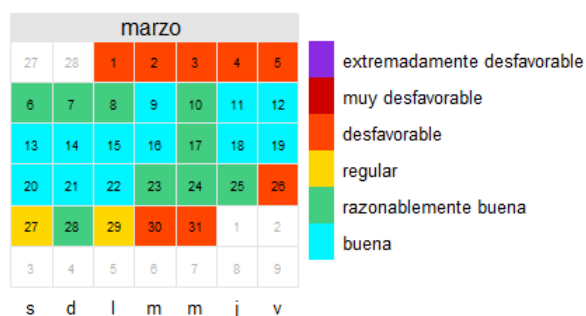 marzo
27 28 1 2 3 4 5
6 7 8 9 10 11 12
13 14 15 16 17 18 19
20 21 22 23 24 25 26
27 28 29 30 31 1 2
3 4 5 6 7 8 9
s d l m m j v
extremadamente desfavorable
muy desfavorable
desfavorable
regular
razonablemente buena
buena